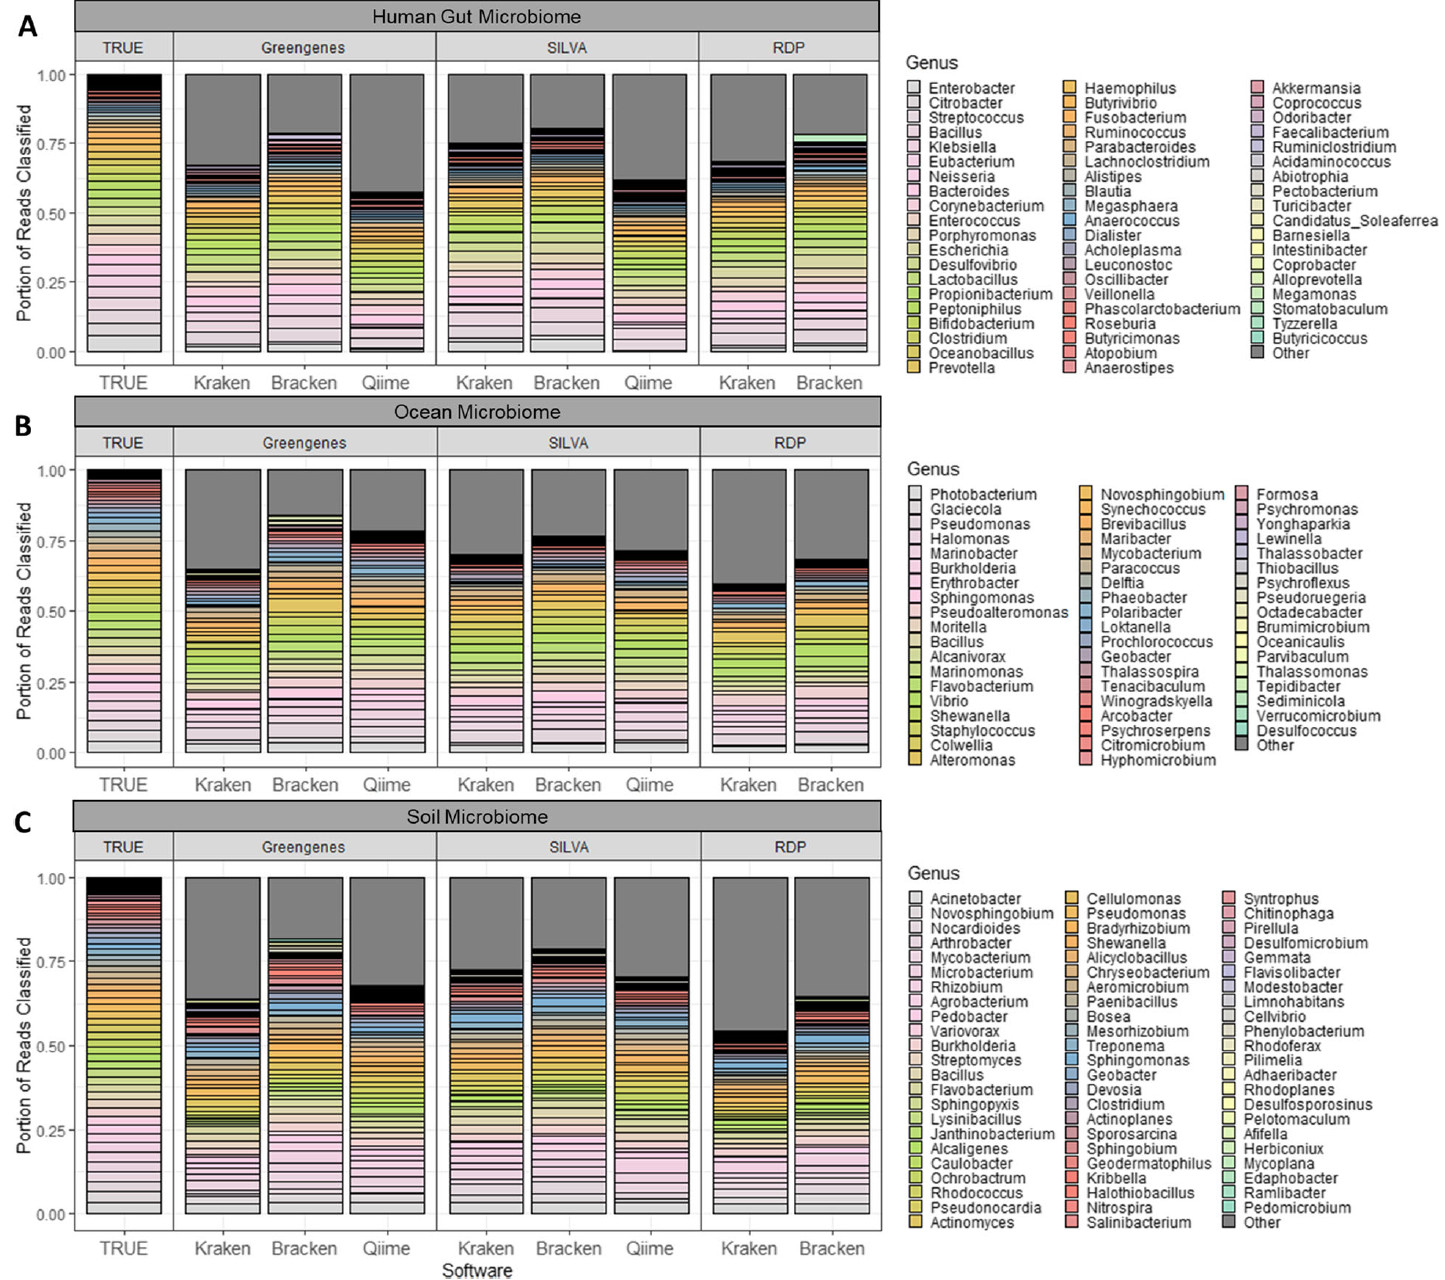 A
Human Gut Microbiome
TRUE Greengenes SILVA RDP
Portion of Reads Classified
1.00
0.75
0.50
0.25
0.00
TRUE Kraken Bracken Qiime Kraken Bracken Qiime Kraken Bracken
Genus
Enterobacter
Citrobacter
Streptococcus
Bacillus
Klebsiella
Eubacterium
Neisseria
Bacteroides
Corynebacterium
Enterococcus
Porphyromonas
Escherichia
Desulfovibrio
Lactobacillus
Propionibacterium
Peptoniphilus
Bifidobacterium
Clostridium
Oceanobacillus
Prevotella
Haemophilus
Butyrivibrio
Fusobacterium
Ruminococcus
Parabacteroides
Lachnoclostridium
Alistipes
Blautia
Megasphaera
Anaerococcus
Dialister
Acholeplasma
Leuconostoc
Oscillibacter
Veillonella
Phascolarctobacterium
Roseburia
Butyricimonas
Atopobium
Anaerostipes
Akkermansia
Coprococcus
Odoribacter
Faecalibacterium
Ruminiclostridium
Acidaminococcus
Abiotrophia
Pectobacterium
Turicibacter
Candidatus_Soleaferrea
Barnesiella
Intestinibacter
Coprobacter
Alloprevotella
Megamonas
Stomatobaculum
Tyzzerella
Butyricicoccus
Other
B
Ocean Microbiome
TRUE Greengenes SILVA RDP
Portion of Reads Classified
1.00
0.75
0.50
0.25
0.00
TRUE Kraken Bracken Qiime Kraken Bracken Qiime Kraken Bracken
Genus
Photobacterium
Glaciecola
Pseudomonas
Halomonas
Marinobacter
Burkholderia
Erythrobacter
Sphingomonas
Pseudoalteromonas
Moritella
Bacillus
Alcanivorax
Marinomonas
Flavobacterium
Vibrio
Shewanella
Staphylococcus
Colwellia
Alteromonas
Novosphingobium
Synechococcus
Brevibacillus
Maribacter
Mycobacterium
Paracoccus
Delftia
Phaeobacter
Polaribacter
Loktanella
Prochlorococcus
Geobacter
Thalassospira
Tenacibaculum
Winogradskyella
Arcobacter
Psychroserpens
Citromicrobium
Hyphomicrobium
Formosa
Psychromonas
Yonghaparkia
Lewinella
Thalassobacter
Thiobacillus
Psychroflexus
Pseudoruegeria
Octadecabacter
Brumimicrobium
Oceanicaulis
Parvibaculum
Thalassomonas
Tepidibacter
Sediminicola
Verrucomicrobium
Desulfococcus
Other
C
Soil Microbiome
TRUE Greengenes SILVA RDP
Portion of Reads Classified
1.00
0.75
0.50
0.25
0.00
TRUE Kraken Bracken Qiime Kraken Bracken Qiime Kraken Bracken
Software
Genus
Acinetobacter
Novosphingobium
Nocardioides
Arthrobacter
Mycobacterium
Microbacterium
Rhizobium
Agrobacterium
Pedobacter
Variovorax
Burkholderia
Streptomyces
Bacillus
Flavobacterium
Sphingopyxis
Lysinibacillus
Janthinobacterium
Alcaligenes
Caulobacter
Ochrobactrum
Rhodococcus
Pseudonocardia
Actinomyces
Cellulomonas
Pseudomonas
Bradyrhizobium
Shewanella
Alicyclobacillus
Chryseobacterium
Aeromicrobium
Paenibacillus
Bosea
Mesorhizobium
Treponema
Sphingomonas
Geobacter
Devosia
Clostridium
Actinoplanes
Sporosarcina
Sphingobium
Geodermatophilus
Kribbella
Halothiobacillus
Nitrospira
Salinibacterium
Syntrophus
Chitinophaga
Pirellula
Desulfomicrobium
Gemmata
Flavisolibacter
Modestobacter
Limnohabitans
Cellvibrio
Phenylobacterium
Rhodoferax
Pilimelia
Adhaeribacter
Rhodoplanes
Desulfosporosinus
Pelotomaculum
Afifella
Herbiconiux
Mycoplana
Edaphobacter
Ramlibacter
Pedomicrobium
Other